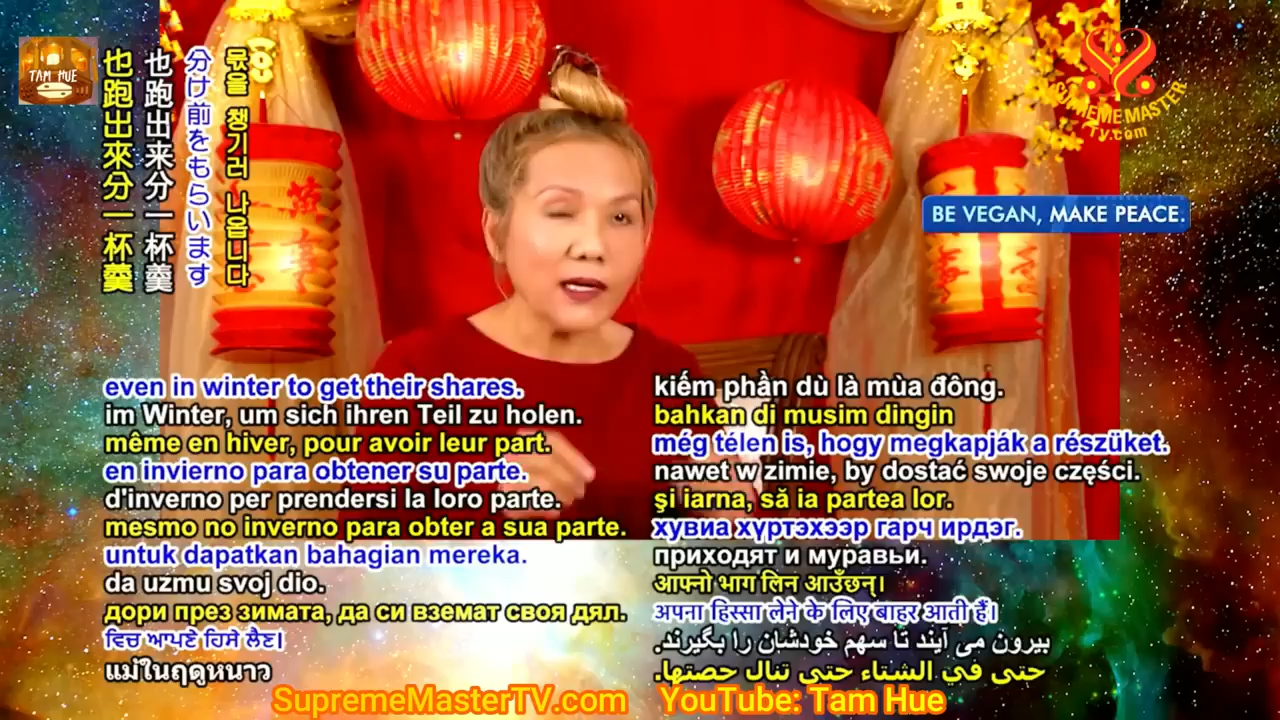 TAM HUE
也跑出來分一杯羹
也跑出来分一杯羹
分け前をもらいます
몫을 챙기러 나옵니다
SUPREME MASTER
TV.com
BE VEGAN, MAKE PEACE.
even in winter to get their shares.
im Winter, um sich ihren Teil zu holen.
même en hiver, pour avoir leur part.
en invierno para obtener su parte.
d'inverno per prendersi la loro parte.
mesmo no inverno para obter a sua parte.
untuk dapatkan bahagian mereka.
da uzmu svoj dio.
дори през зимата, да си вземат своя дял.
ਵਿਚ ਆਪਣੇ ਹਿਸੇ ਲੈਣ।
แม้ในฤดูหนาว
kiếm phần dù là mùa đông.
bahkan di musim dingin
még télen is, hogy megkapják a részüket.
nawet w zimie, by dostać swoje części.
şi iarna, să ia partea lor.
хувиа хүртэхээр гарч ирдэг.
приходят и муравьи.
आफ्नो भाग लिन आउँछन्।
अपना हिस्सा लेने के लिए बाहर आती हैं।
بیرون می آیند تا سهم خودشان را بگیرند.
حتى في الشتاء حتى تنال حصتها.
SupremeMasterTV.com YouTube: Tam Hue